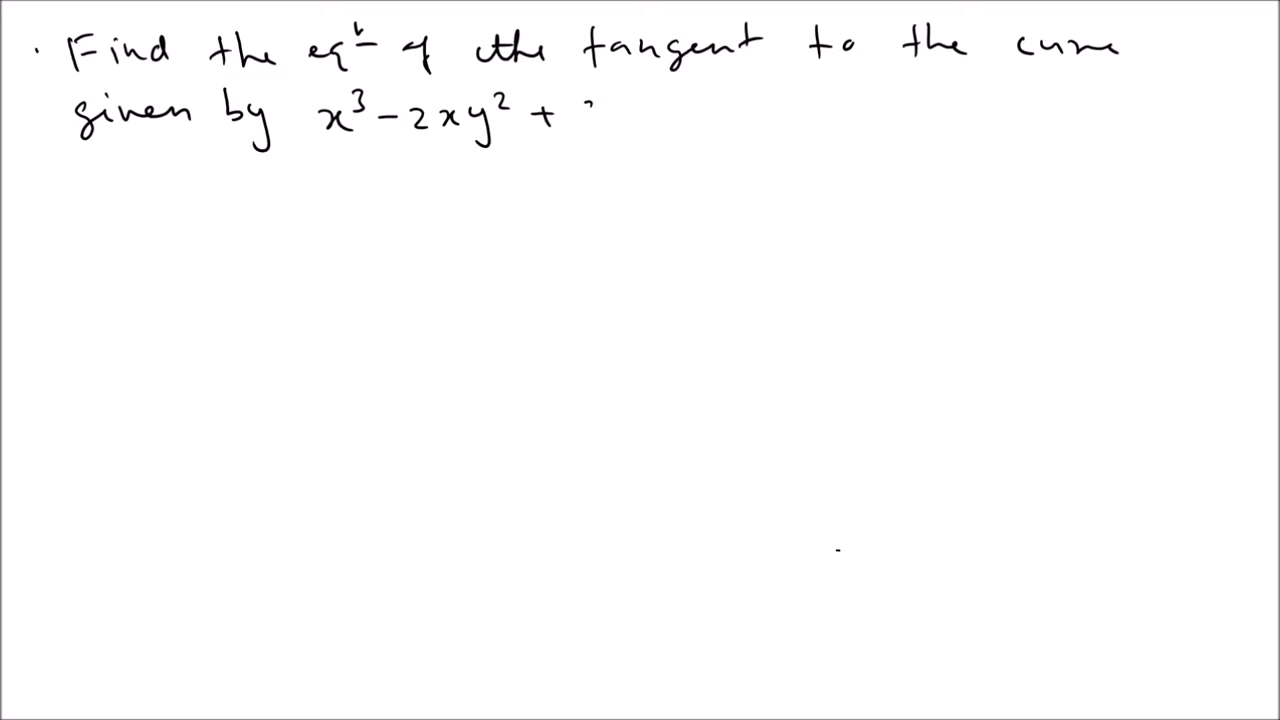 Find the eqⁿ of the tangent to the curve
given by x³ - 2xy² +